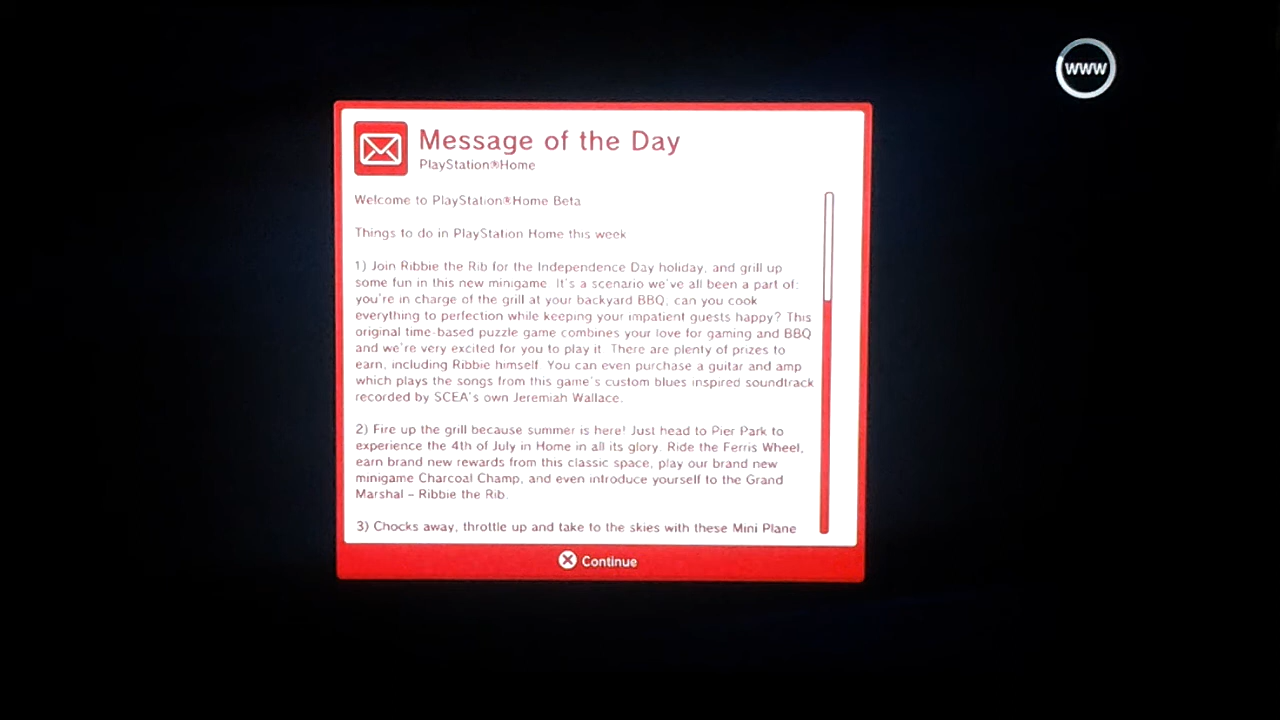 WWW
Message of the Day
PlayStation®Home
Welcome to PlayStation®Home Beta
Things to do in PlayStation Home this week
1) Join Ribbie the Rib for the Independence Day holiday, and grill up
some fun in this new minigame. It's a scenario we've all been a part of:
you're in charge of the grill at your backyard BBQ, can you cook
everything to perfection while keeping your impatient guests happy? This
original time-based puzzle game combines your love for gaming and BBQ
and we're very excited for you to play it. There are plenty of prizes to
earn, including Ribbie himself. You can even purchase a guitar and amp
which plays the songs from this game's custom blues inspired soundtrack
recorded by SCEA's own Jeremiah Wallace.
2) Fire up the grill because summer is here! Just head to Pier Park to
experience the 4th of July in Home in all its glory. Ride the Ferris Wheel,
earn brand new rewards from this classic space, play our brand new
minigame Charcoal Champ, and even introduce yourself to the Grand
Marshal – Ribbie the Rib.
3) Chocks away, throttle up and take to the skies with these Mini Plane
Continue